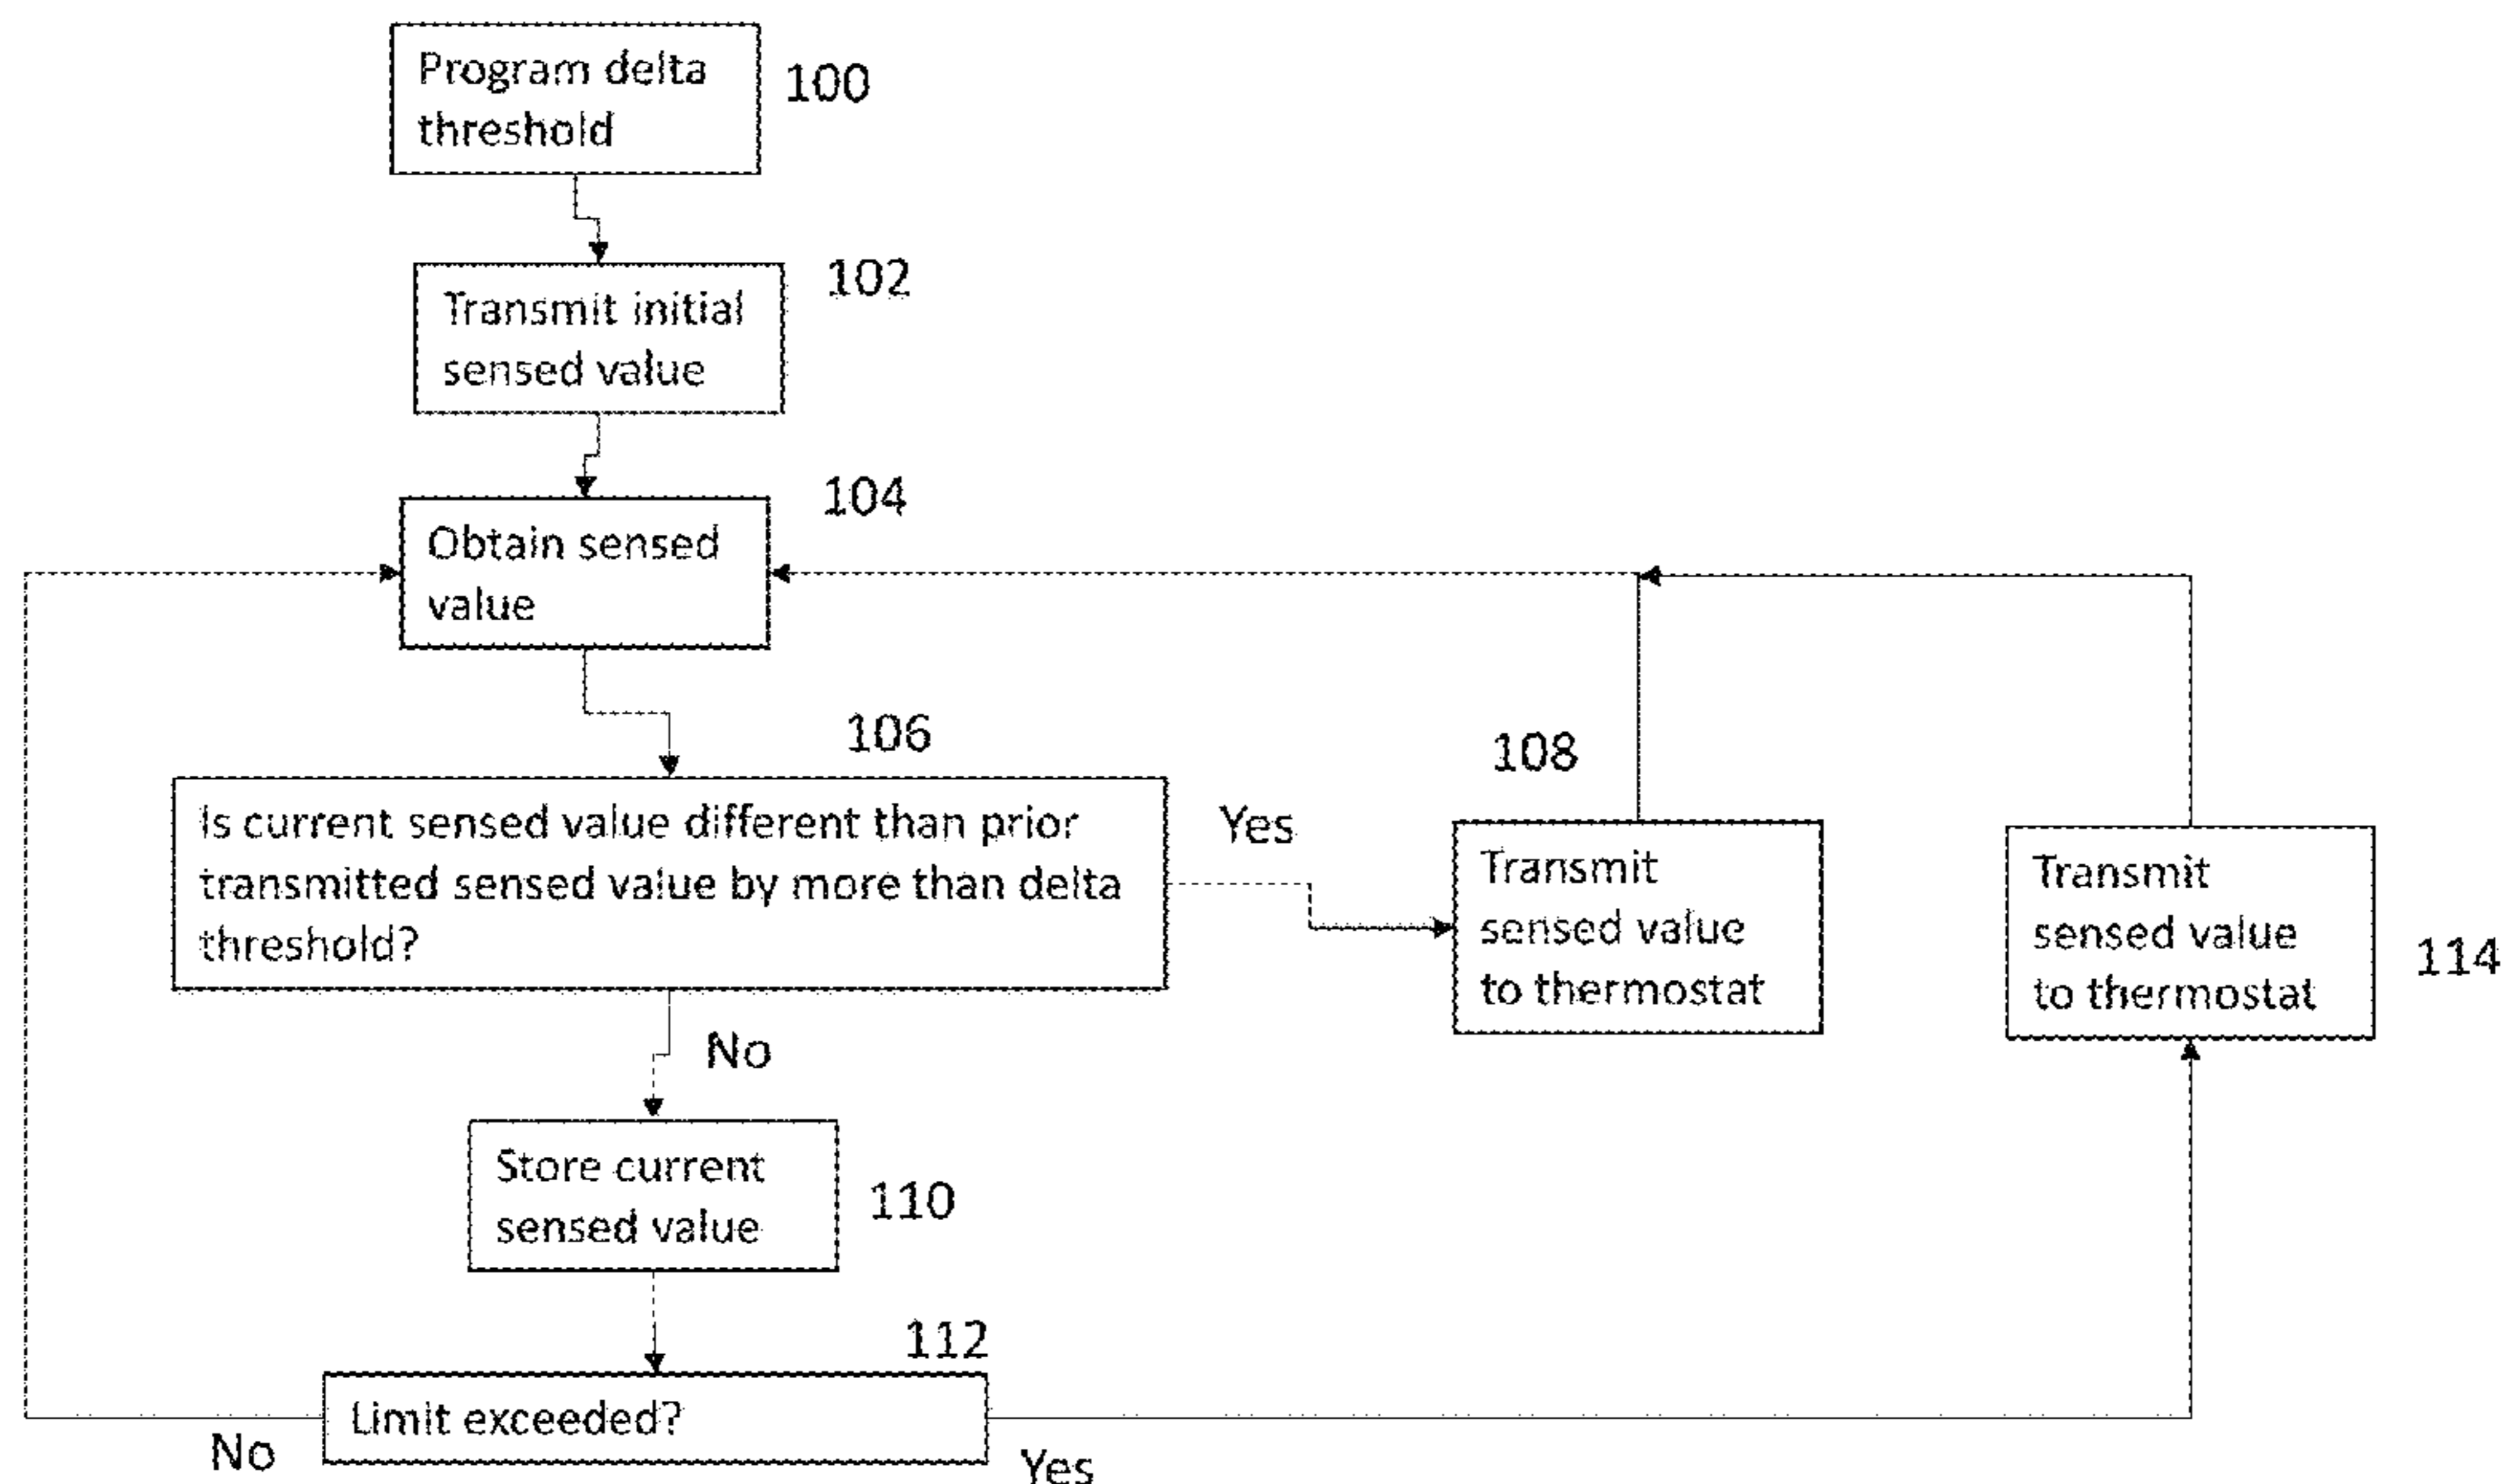 Program delta
threshold
100
Transmit initial
sensed value
102
Obtain sensed
value
104
Is current sensed value different than prior
transmitted sensed value by more than delta
threshold?
106
Yes
Transmit
sensed value
to thermostat
108
Transmit
sensed value
to thermostat
114
No
Store current
sensed value
110
Limit exceeded?
112
No
Yes